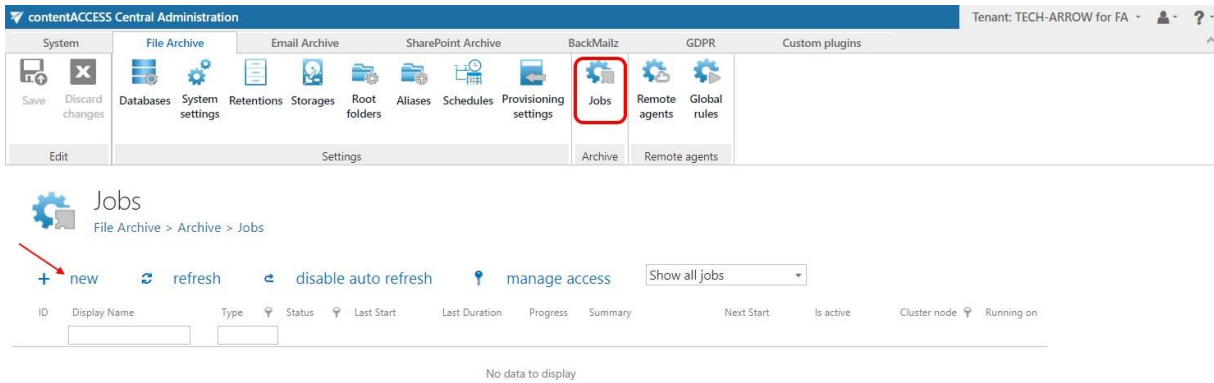 contentACCESS Central Administration Tenant: TECH-ARROW for FA ?
System File Archive Email Archive SharePoint Archive BackMailz GDPR Custom plugins
Save Discard changes Databases System settings Retentions Storages Root folders Aliases Schedules Provisioning settings Jobs Remote agents Global rules
Edit Settings Archive Remote agents
Jobs
File Archive > Archive > Jobs
+ new refresh disable auto refresh manage access Show all jobs
ID Display Name Type Status Last Start Last Duration Progress Summary Next Start Is active Cluster node Running on
No data to display